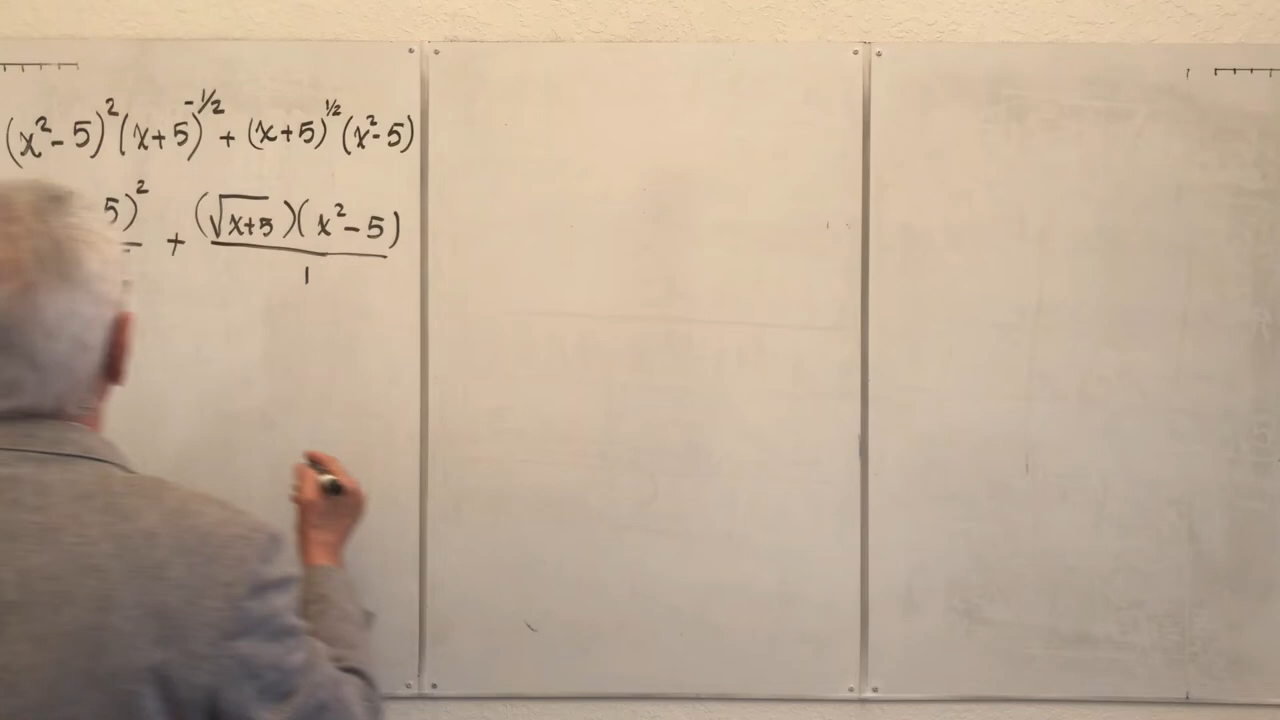 (x²-5)²(x+5)^-1/2 + (x+5)^1/2 (x²-5)
5)² + (√x+5)(x²-5)
1